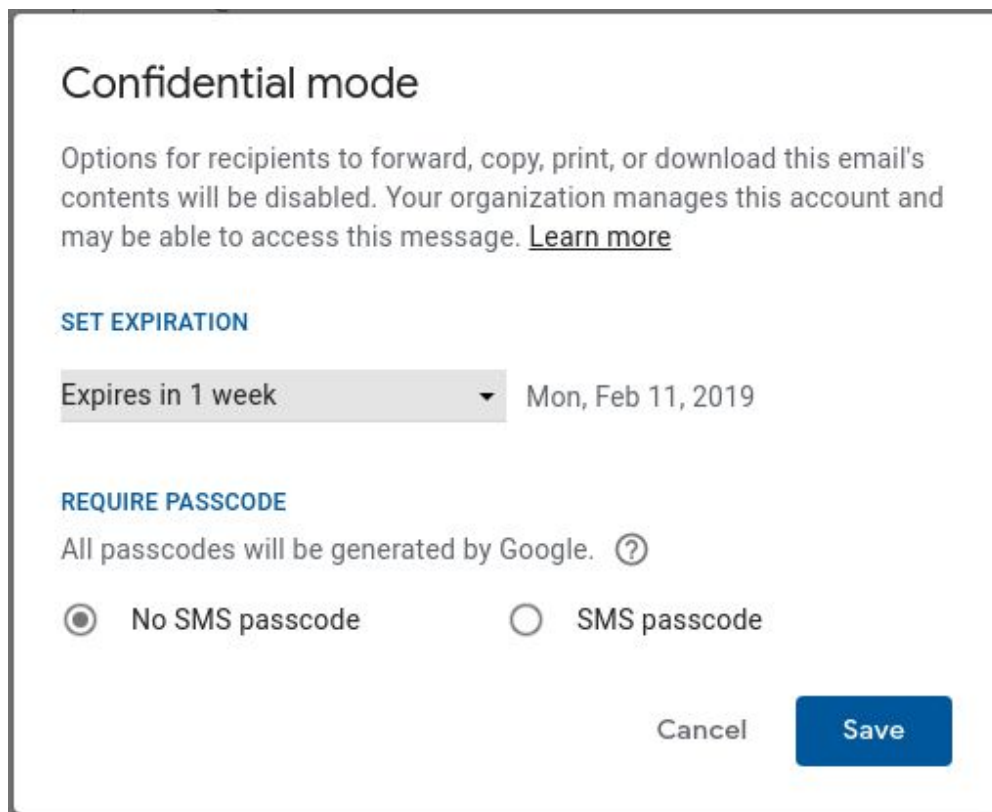 Confidential mode
Options for recipients to forward, copy, print, or download this email's
contents will be disabled. Your organization manages this account and
may be able to access this message. Learn more
SET EXPIRATION
Expires in 1 week Mon, Feb 11, 2019
REQUIRE PASSCODE
All passcodes will be generated by Google.
No SMS passcode SMS passcode
Cancel Save